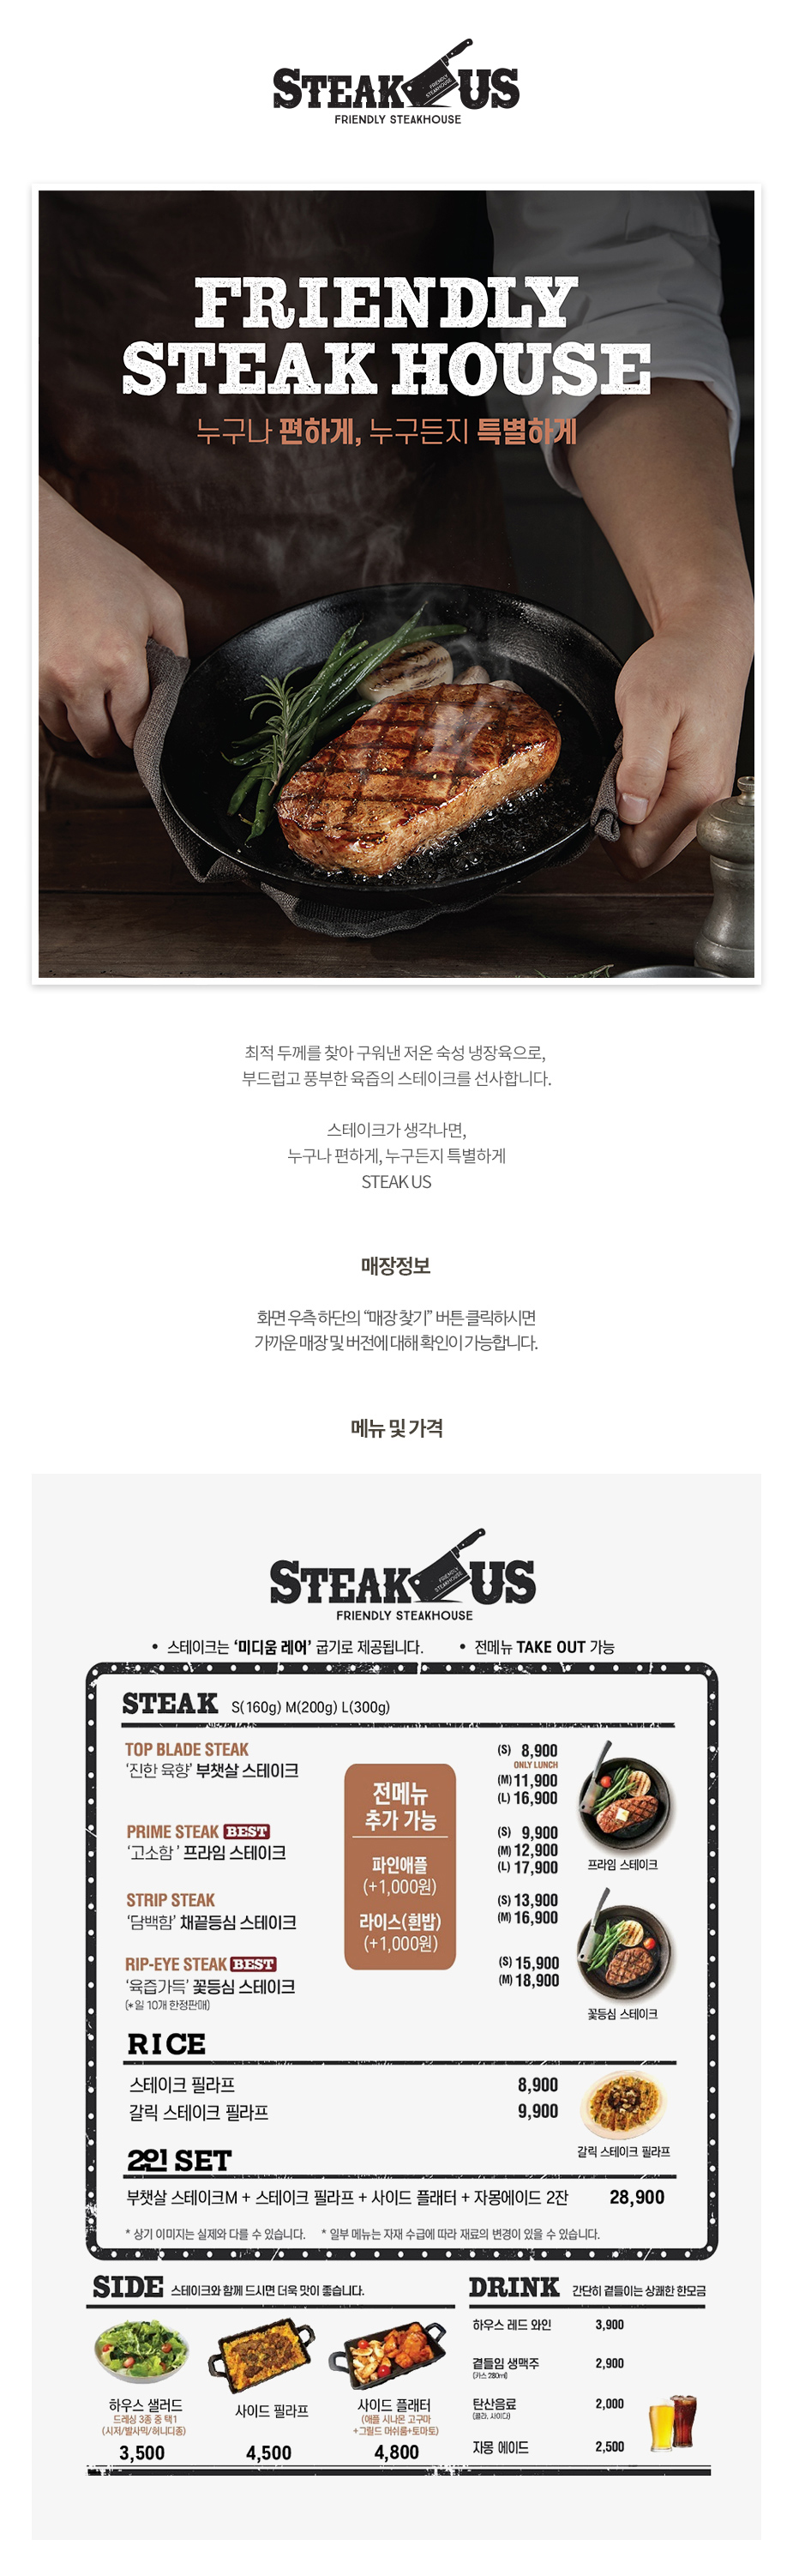 STEAK US
FRIENDLY STEAKHOUSE
FRIENDLY STEAKHOUSE
FRIENDLY
STEAK HOUSE
누구나 편하게, 누구든지 특별하게
최적 두께를 찾아 구워낸 저온 숙성 냉장육으로,
부드럽고 풍부한 육즙의 스테이크를 선사합니다.
스테이크가 생각나면,
누구나 편하게, 누구든지 특별하게
STEAK US
매장정보
화면 우측 하단의 “매장 찾기” 버튼 클릭하시면
가까운 매장 및 버전에 대해 확인이 가능합니다.
메뉴 및 가격
STEAK US
FRIENDLY STEAKHOUSE
FRIENDLY STEAKHOUSE
• 스테이크는 ‘미디움 레어’ 굽기로 제공됩니다. • 전메뉴 TAKE OUT 가능
STEAK S(160g) M(200g) L(300g)
TOP BLADE STEAK
‘진한 육향’ 부챗살 스테이크
(S) 8,900
ONLY LUNCH
(M) 11,900
(L) 16,900
PRIME STEAK BEST
‘고소함’ 프라임 스테이크
(S) 9,900
(M) 12,900
(L) 17,900
STRIP STEAK
‘담백함’ 채끝등심 스테이크
(S) 13,900
(M) 16,900
RIP-EYE STEAK BEST
‘육즙가득’ 꽃등심 스테이크
(*일 10개 한정판매)
(S) 15,900
(M) 18,900
전메뉴
추가 가능
파인애플
(+1,000원)
라이스(흰밥)
(+1,000원)
프라임 스테이크
꽃등심 스테이크
RICE
스테이크 필라프 8,900
갈릭 스테이크 필라프 9,900
갈릭 스테이크 필라프
2인 SET
부챗살 스테이크M + 스테이크 필라프 + 사이드 플래터 + 자몽에이드 2잔 28,900
* 상기 이미지는 실제와 다를 수 있습니다. * 일부 메뉴는 자재 수급에 따라 재료의 변경이 있을 수 있습니다.
SIDE 스테이크와 함께 드시면 더욱 맛이 좋습니다.
하우스 샐러드
드레싱 3종 중 택1
(시저/발사믹/허니디종)
3,500
사이드 필라프
4,500
사이드 플래터
(애플 시나몬 고구마
+그릴드 머쉬룸+토마토)
4,800
DRINK 간단히 곁들이는 상쾌한 한모금
하우스 레드 와인 3,900
곁들임 생맥주 2,900
(카스 280ml)
탄산음료 2,000
(콜라, 사이다)
자몽 에이드 2,500